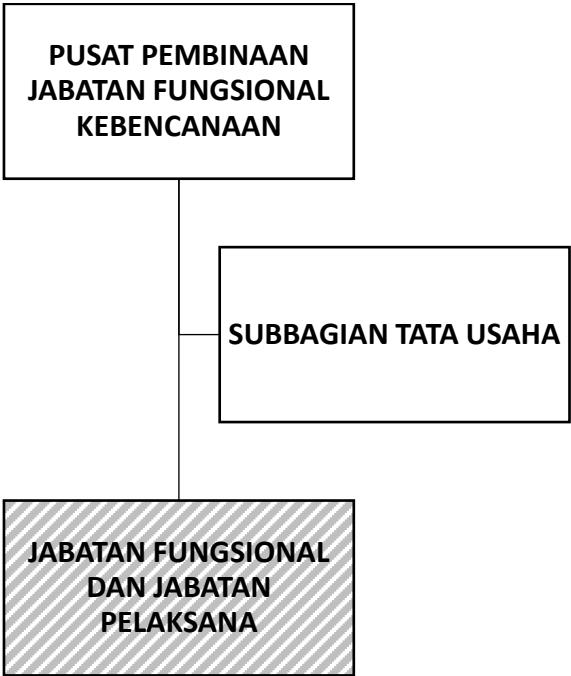 PUSAT PEMBINAAN
JABATAN FUNGSIONAL
KEBENCANAAN
SUBBAGIAN TATA USAHA
JABATAN FUNGSIONAL
DAN JABATAN
PELAKSANA